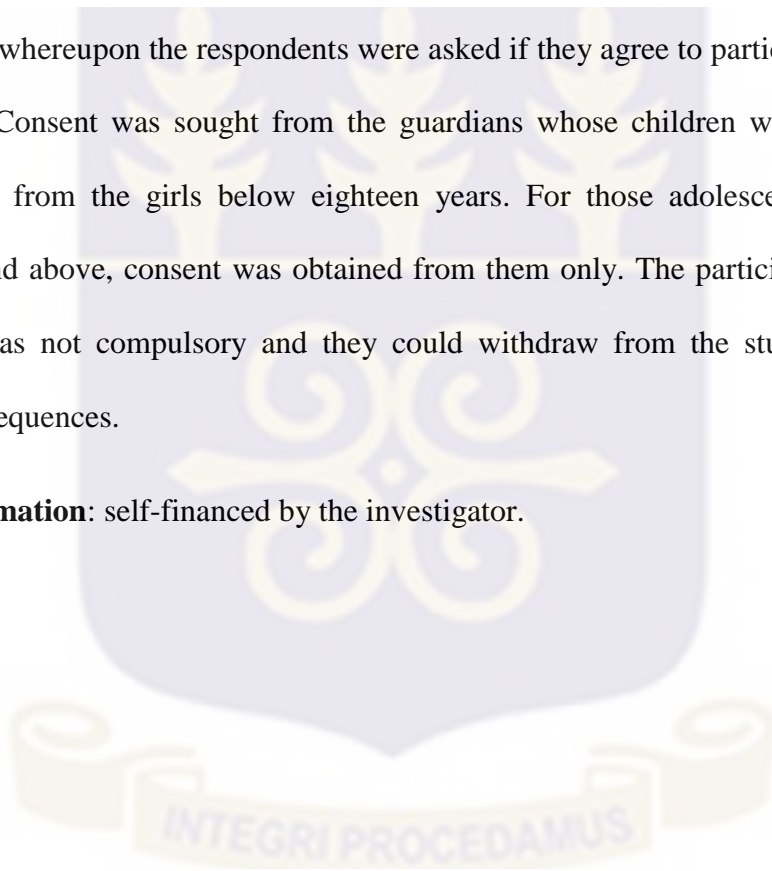 whereupon the respondents were asked if they agree to partic
Consent was sought from the guardians whose children w
from the girls below eighteen years. For those adolesce
nd above, consent was obtained from them only. The partici
as not compulsory and they could withdraw from the stu
equences.
mation: self-financed by the investigator.
INTEGRI PROCEDAMUS